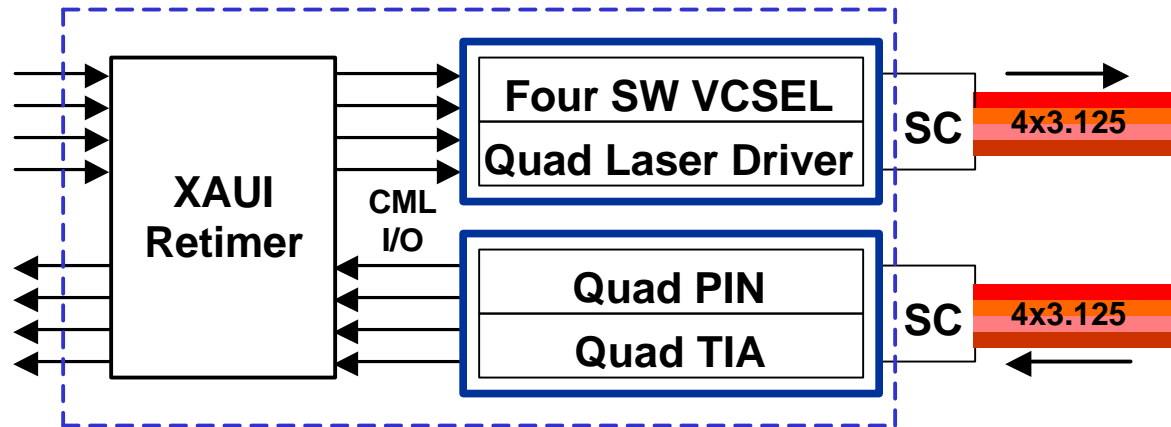 XAUI
Retimer
CML
I/O
Four SW VCSEL
Quad Laser Driver
SC
4x3.125
Quad PIN
Quad TIA
SC
4x3.125